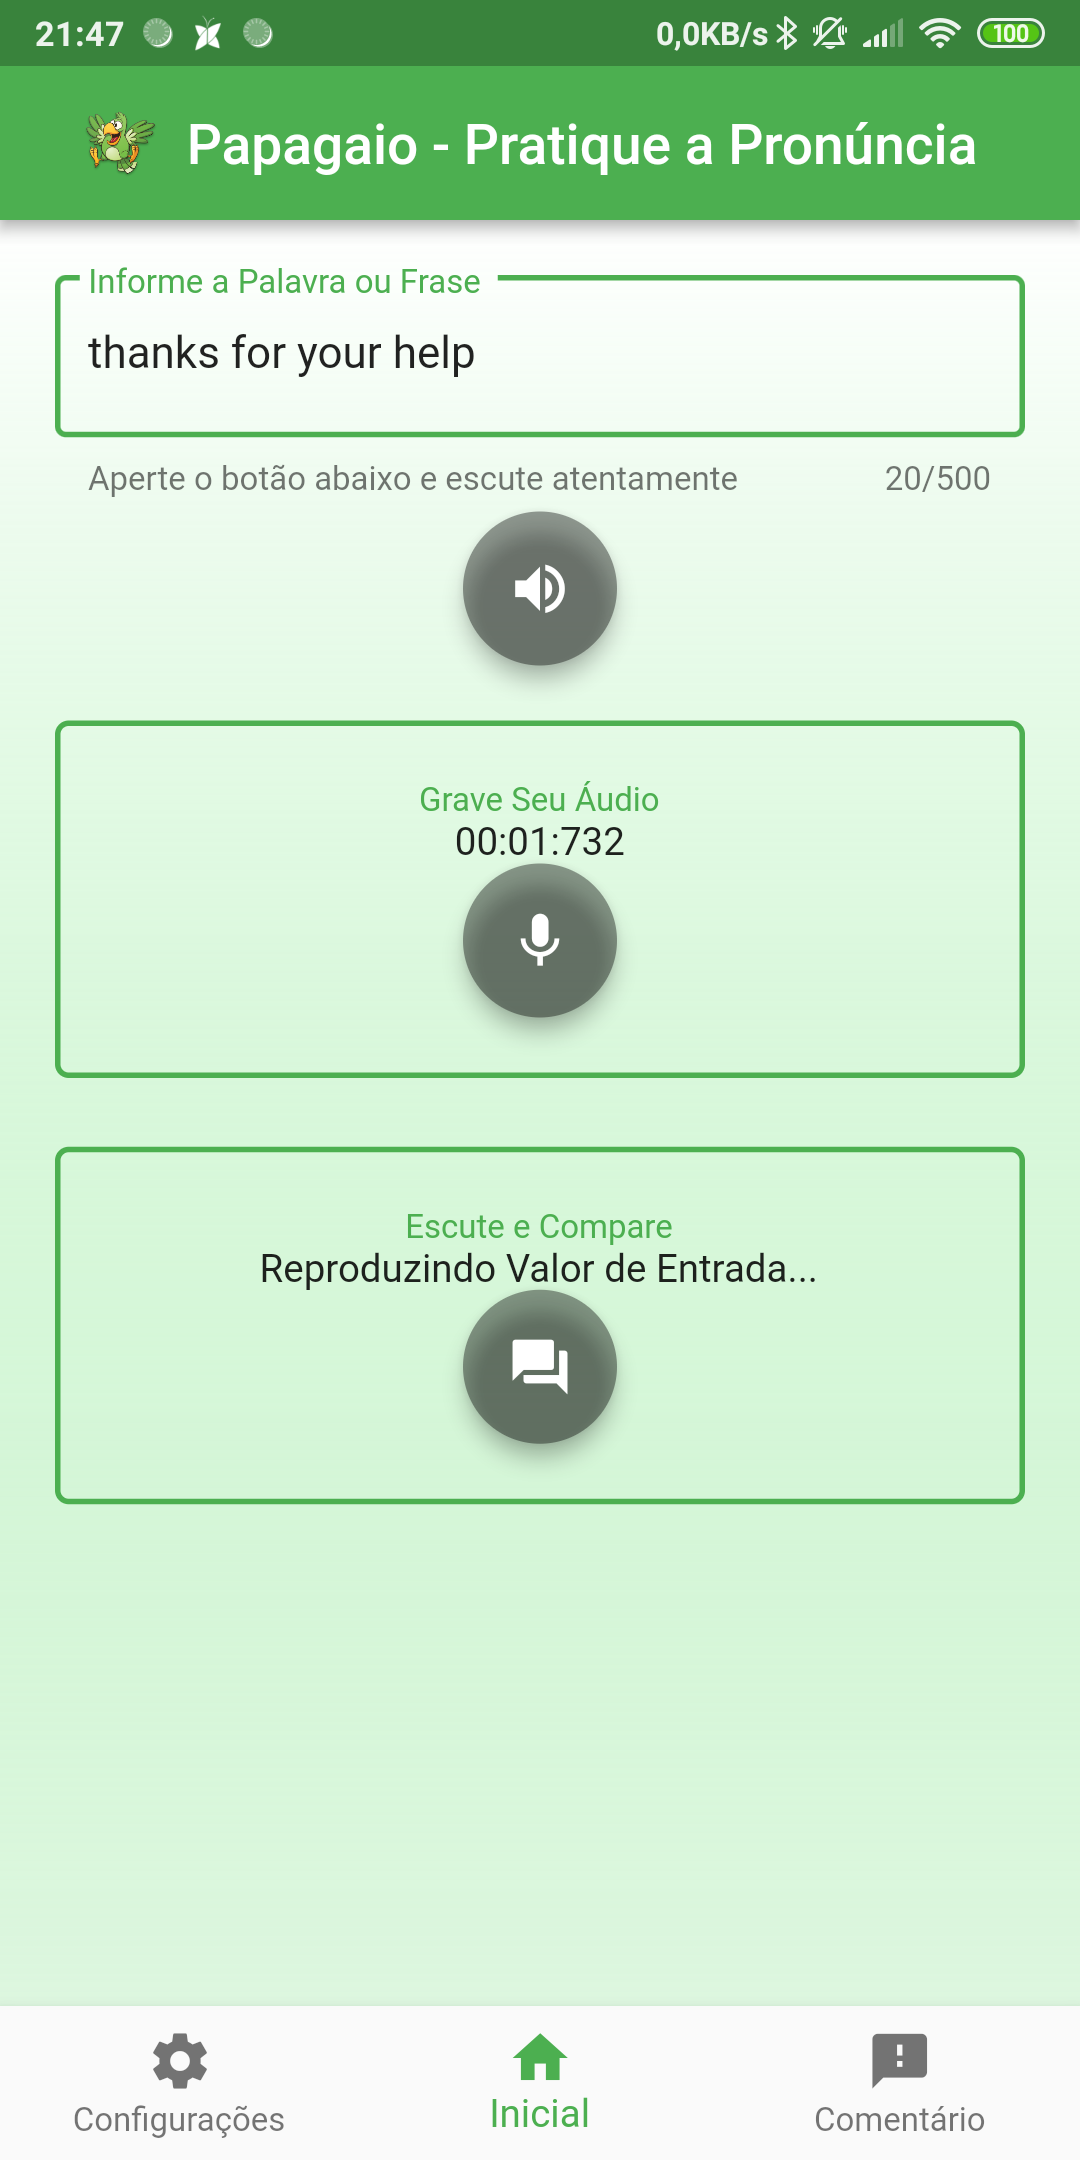 21:47 0,0KB/s 100
Papagaio - Pratique a Pronúncia
Informe a Palavra ou Frase
thanks for your help
Aperte o botão abaixo e escute atentamente 20/500
Grave Seu Áudio
00:01:732
Escute e Compare
Reproduzindo Valor de Entrada...
Configurações Inicial Comentário